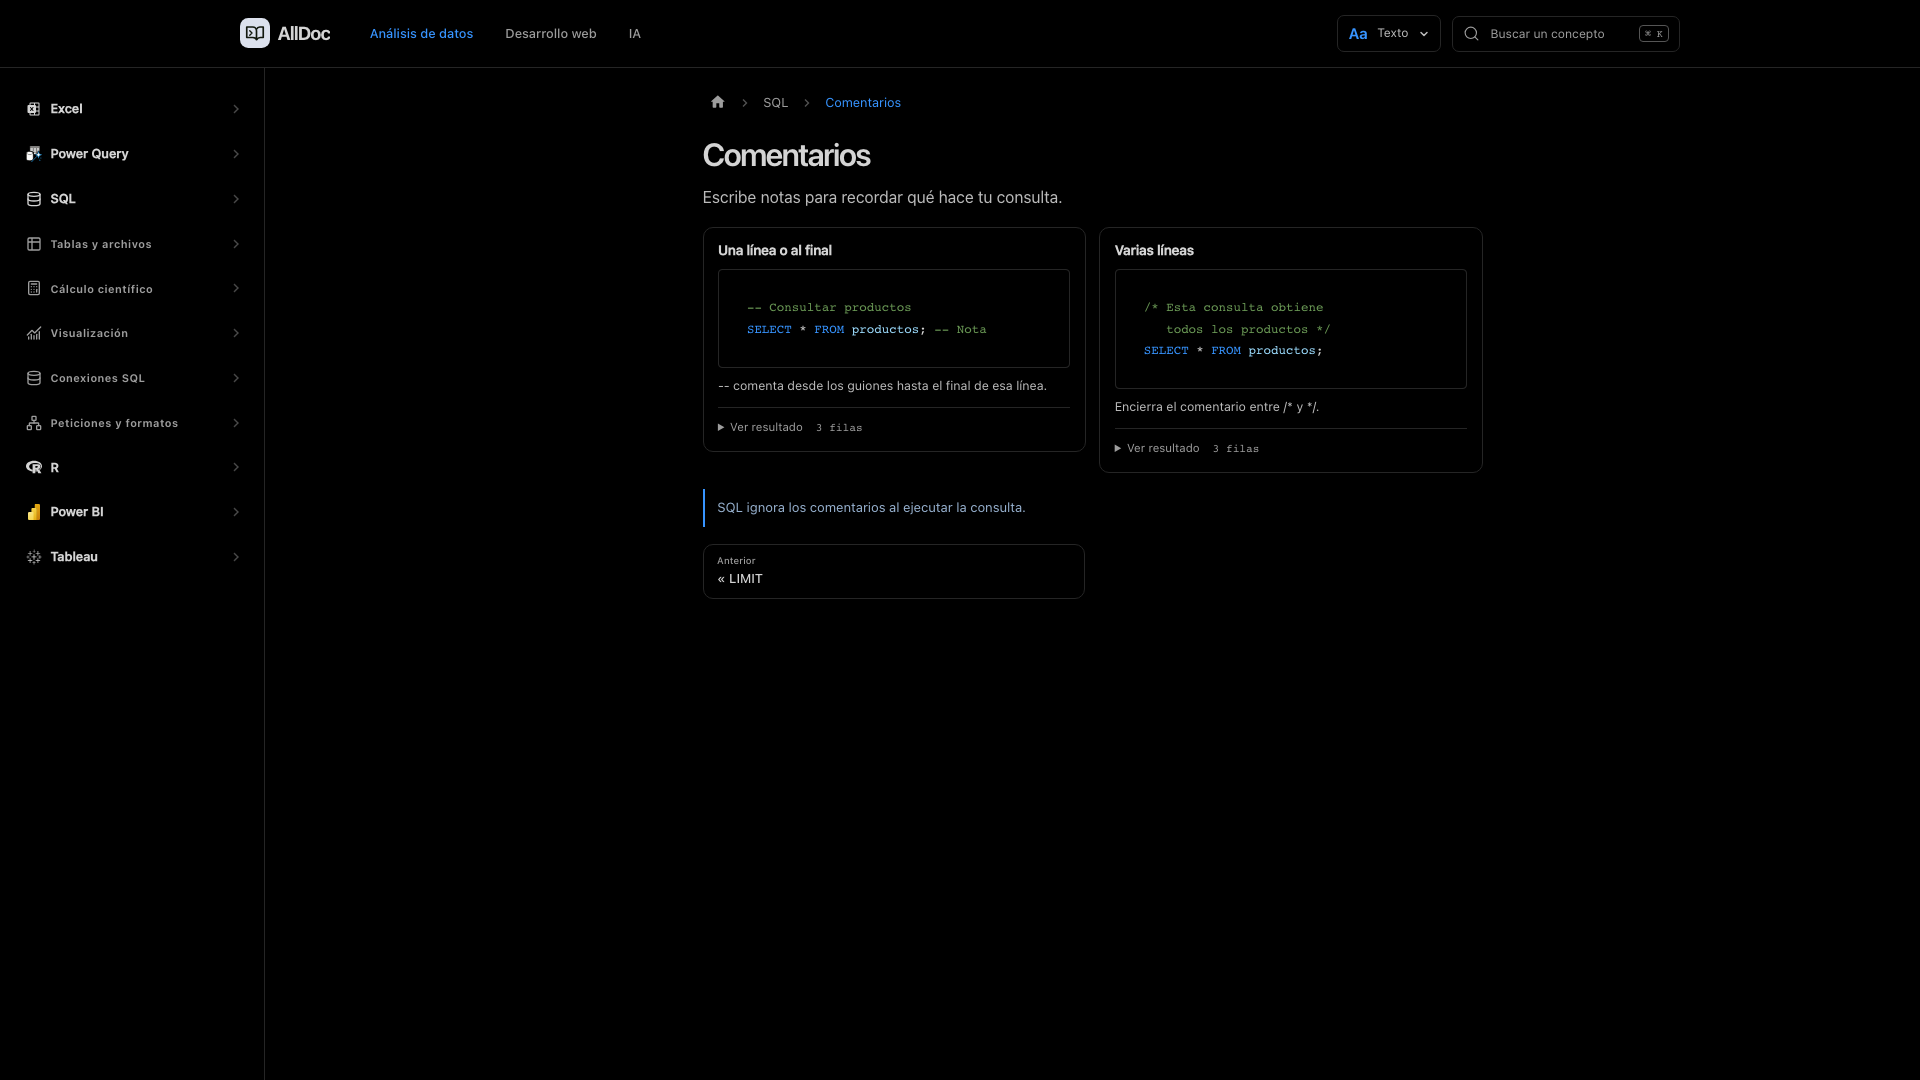 AllDoc
Análisis de datos
Desarrollo web
IA
Aa Texto
Buscar un concepto
⌘ K
Excel
Power Query
SQL
Tablas y archivos
Cálculo científico
Visualización
Conexiones SQL
Peticiones y formatos
R
Power BI
Tableau
SQL
Comentarios
Comentarios
Escribe notas para recordar qué hace tu consulta.
Una línea o al final
-- Consultar productos
SELECT * FROM productos; -- Nota
-- comenta desde los guiones hasta el final de esa línea.
Ver resultado 3 filas
Varias líneas
/* Esta consulta obtiene
todos los productos */
SELECT * FROM productos;
Encierra el comentario entre /* y */.
Ver resultado 3 filas
SQL ignora los comentarios al ejecutar la consulta.
Anterior
« LIMIT